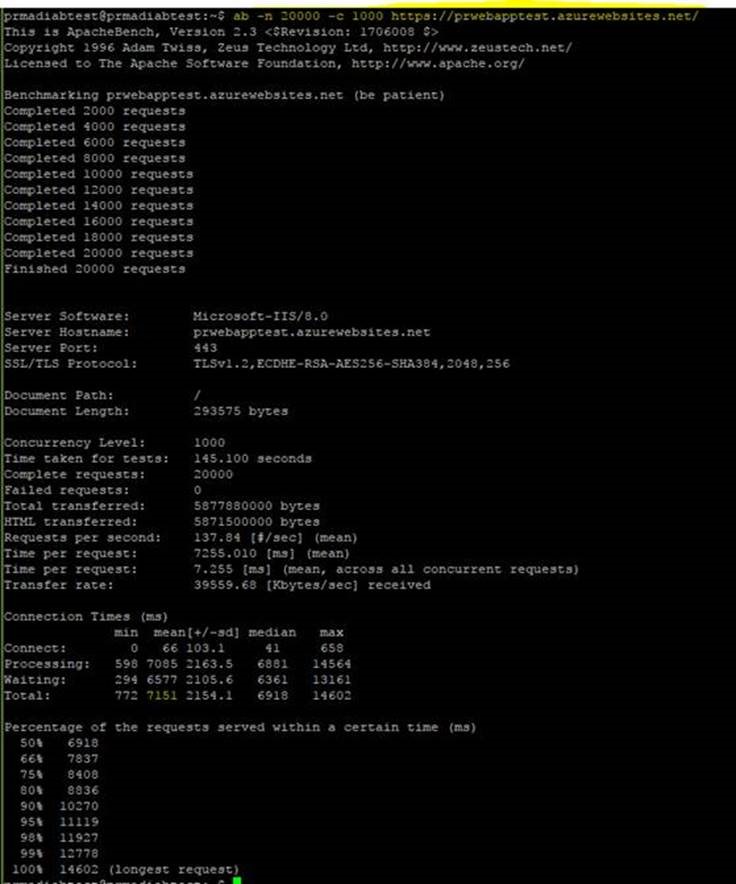 prmadiabtest@prmadiabtest:~$ ab -n 20000 -c 1000 https://prwebapptest.azurewebsites.net/
This is ApacheBench, Version 2.3 <$Revision: 1706008 $>
Copyright 1996 Adam Twiss, Zeus Technology Ltd, http://www.zeustech.net/
Licensed to The Apache Software Foundation, http://www.apache.org/
Benchmarking prwebapptest.azurewebsites.net (be patient)
Completed 2000 requests
Completed 4000 requests
Completed 6000 requests
Completed 8000 requests
Completed 10000 requests
Completed 12000 requests
Completed 14000 requests
Completed 16000 requests
Completed 18000 requests
Completed 20000 requests
Finished 20000 requests
Server Software: Microsoft-IIS/8.0
Server Hostname: prwebapptest.azurewebsites.net
Server Port: 443
SSL/TLS Protocol: TLSv1.2,ECDHE-RSA-AES256-SHA384,2048,256
Document Path: /
Document Length: 293575 bytes
Concurrency Level: 1000
Time taken for tests: 145.100 seconds
Complete requests: 20000
Failed requests: 0
Total transferred: 5877880000 bytes
HTML transferred: 5871500000 bytes
Requests per second: 137.84 [#/sec] (mean)
Time per request: 7255.010 [ms] (mean)
Time per request: 7.255 [ms] (mean, across all concurrent requests)
Transfer rate: 39559.68 [Kbytes/sec] received
Connection Times (ms)
min mean[+/-sd] median max
Connect: 0 66 103.1 41 658
Processing: 598 7085 2163.5 6881 14564
Waiting: 294 6577 2105.6 6361 13161
Total: 772 7151 2154.1 6918 14602
Percentage of the requests served within a certain time (ms)
50% 6918
66% 7837
75% 8408
80% 8836
90% 10270
95% 11119
98% 11927
99% 12778
100% 14602 (longest request)
prmadiabtest@prmadiabtest:~$